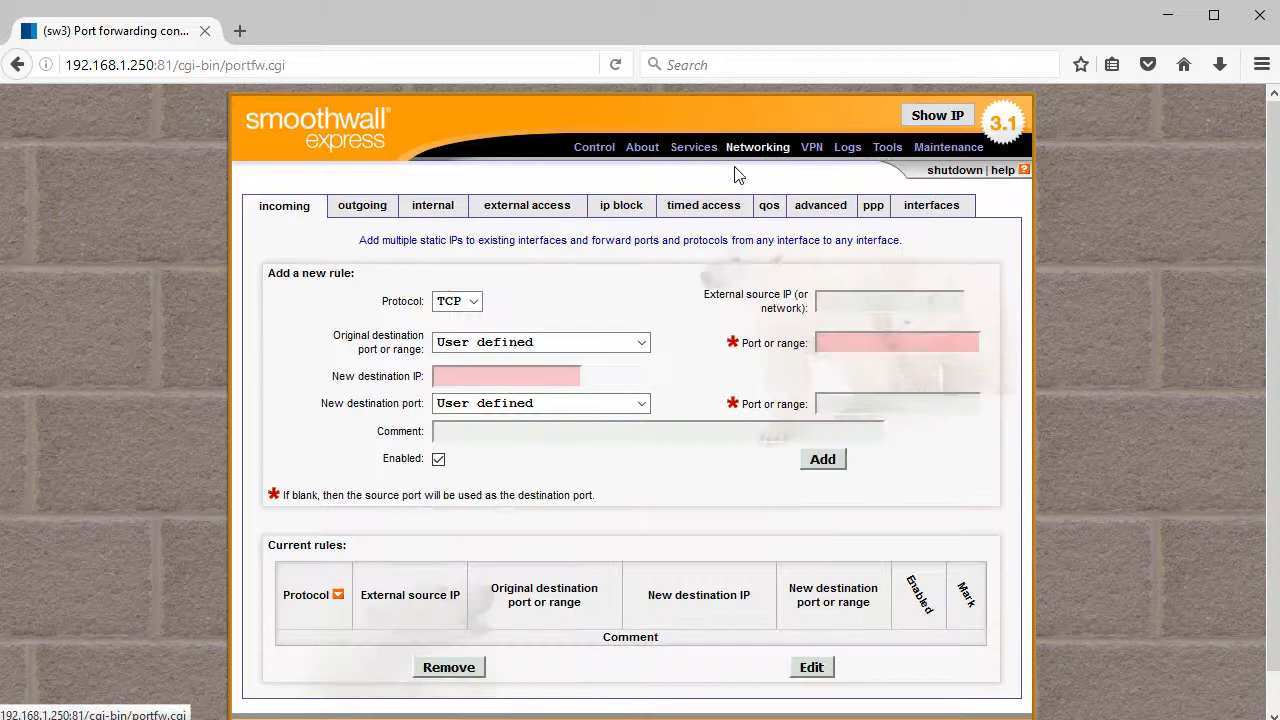 (sw3) Port forwarding con...
192.168.1.250:81/cgi-bin/portfw.cgi
Search
smoothwall®
express
Show IP
3.1
Control About Services Networking VPN Logs Tools Maintenance
shutdown | help ?
incoming outgoing internal external access ip block timed access qos advanced ppp interfaces
Add multiple static IPs to existing interfaces and forward ports and protocols from any interface to any interface.
Add a new rule:
Protocol: TCP
External source IP (or
network):
Original destination
port or range: User defined
* Port or range:
New destination IP:
New destination port: User defined
* Port or range:
Comment:
Enabled:
Add
* If blank, then the source port will be used as the destination port.
Current rules:
Protocol
External source IP
Original destination
port or range
New destination IP
New destination
port or range
Enabled
Mark
Comment
Remove
Edit
192.168.1.250:81/cgi-bin/portfw.cgi